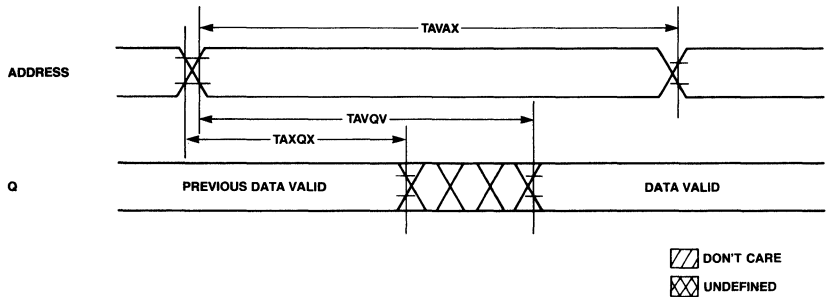 TAVAX
ADDRESS
TAVQV
TAXQX
Q
PREVIOUS DATA VALID
DATA VALID
DON'T CARE
UNDEFINED